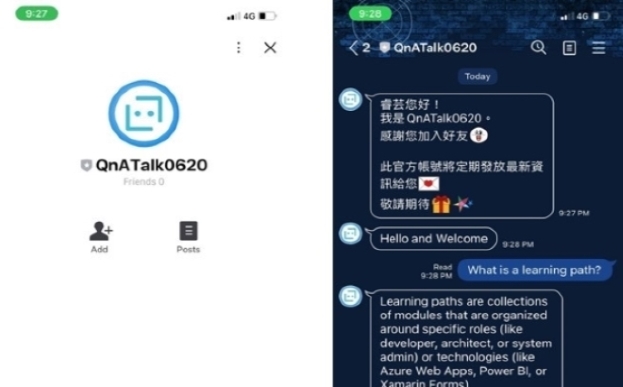 9:27
4G
QnATalk0620
Friends 0
Add
Posts
9:28
4G
2 QnATalk0620
Today
睿芸您好！
我是 QnATalk0620。
感謝您加入好友
此官方帳號將定期發放最新資
訊給您
敬請期待
9:27 PM
Hello and Welcome
9:28 PM
Read
9:28 PM
What is a learning path?
Learning paths are collections
of modules that are organized
around specific roles (like
developer, architect, or system
admin) or technologies (like
Azure Web Apps, Power BI, or
Xamarin Forms)